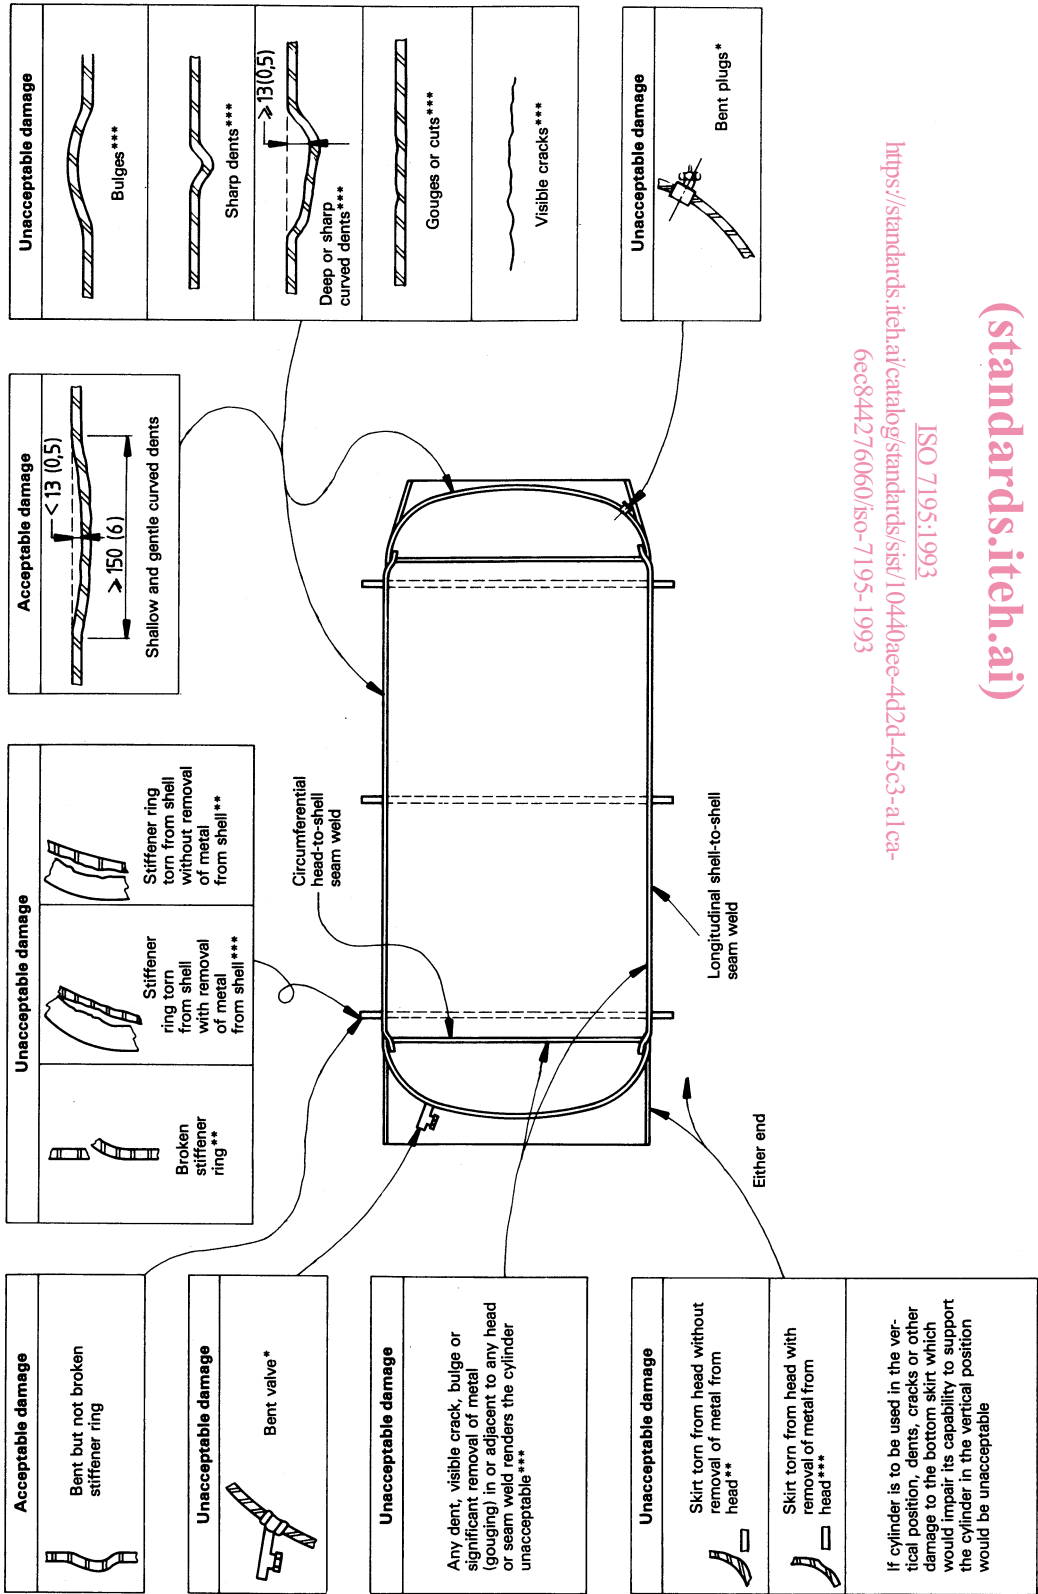 Acceptable damage
Bent but not broken
stiffener ring
Unacceptable damage
Broken
stiffener
ring**
Stiffener
ring torn
from shell
with removal
of metal
from shell***
Stiffener ring
torn from shell
without removal
of metal
from shell**
Acceptable damage
<13 (0,5)
⩾150 (6)
Shallow and gentle curved dents
Unacceptable damage
Bulges***
Sharp dents***
⩾13(0,5)
Deep or sharp
curved dents***
Gouges or cuts***
Visible cracks***
Unacceptable damage
Bent valve*
Circumferential
head-to-shell
seam weld
Unacceptable damage
Any dent, visible crack, bulge or
significant removal of metal
(gouging) in or adjacent to any head
or seam weld renders the cylinder
unacceptable***
Longitudinal shell-to-shell
seam weld
Unacceptable damage
Bent plugs*
Either end
Unacceptable damage
Skirt torn from head without
removal of metal from
head**
Skirt torn from head with
removal of metal from
head***
If cylinder is to be used in the ver-
tical position, dents, cracks or other
damage to the bottom skirt which
would impair its capability to support
the cylinder in the vertical position
would be unacceptable
(standards.iteh.ai)
ISO 7195:1993
https://standards.iteh.ai/catalog/standards/sist/10440aee-4d2d-45c3-a1ca-
6ec844276060/iso-7195-1993